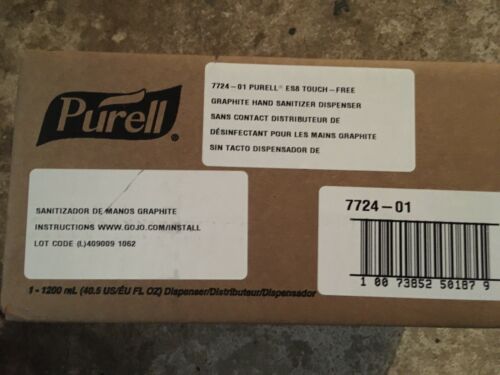 Purell®
7724-01 PURELL® ES8 TOUCH-FREE
GRAPHITE HAND SANITIZER DISPENSER
SANS CONTACT DISTRIBUTEUR DE
DÉSINFECTANT POUR LES MAINS GRAPHITE
SIN TACTO DISPENSADOR DE
SANITIZADOR DE MANOS GRAPHITE
INSTRUCTIONS WWW.GOJO.COM/INSTALL
LOT CODE (L)409009 1062
7724-01
1 00 73852 50187 9
1 - 1200 mL (40.5 US/ÉU FL OZ) Dispenser/Distributeur/Dispensador